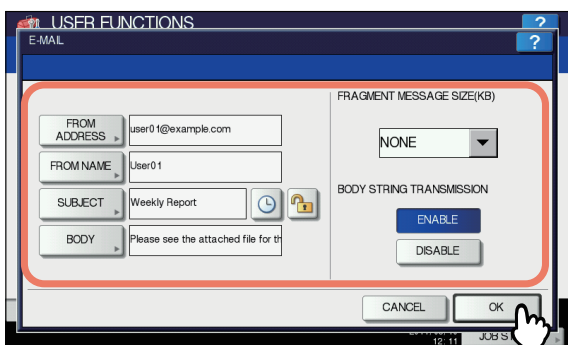 USER FUNCTIONS
?
E-MAIL
?
FRAGMENT MESSAGE SIZE(KB)
FROM ADDRESS
user01@example.com
NONE
FROM NAME
User01
SUBJECT
Weekly Report
BODY STRING TRANSMISSION
ENABLE
BODY
Please see the attached file for th
DISABLE
CANCEL
OK
12:11
JOB ST